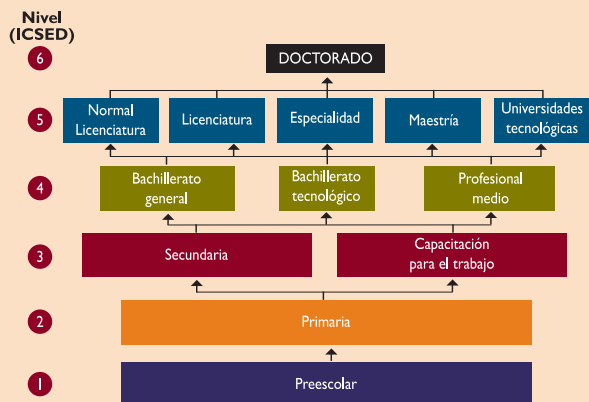 Nivel
(ICSED)
6
DOCTORADO
5
Normal
Licenciatura
Licenciatura
Especialidad
Maestría
Universidades
tecnológicas
4
Bachillerato
general
Bachillerato
tecnológico
Profesional
medio
3
Secundaria
Capacitación
para el trabajo
2
Primaria
1
Preescolar